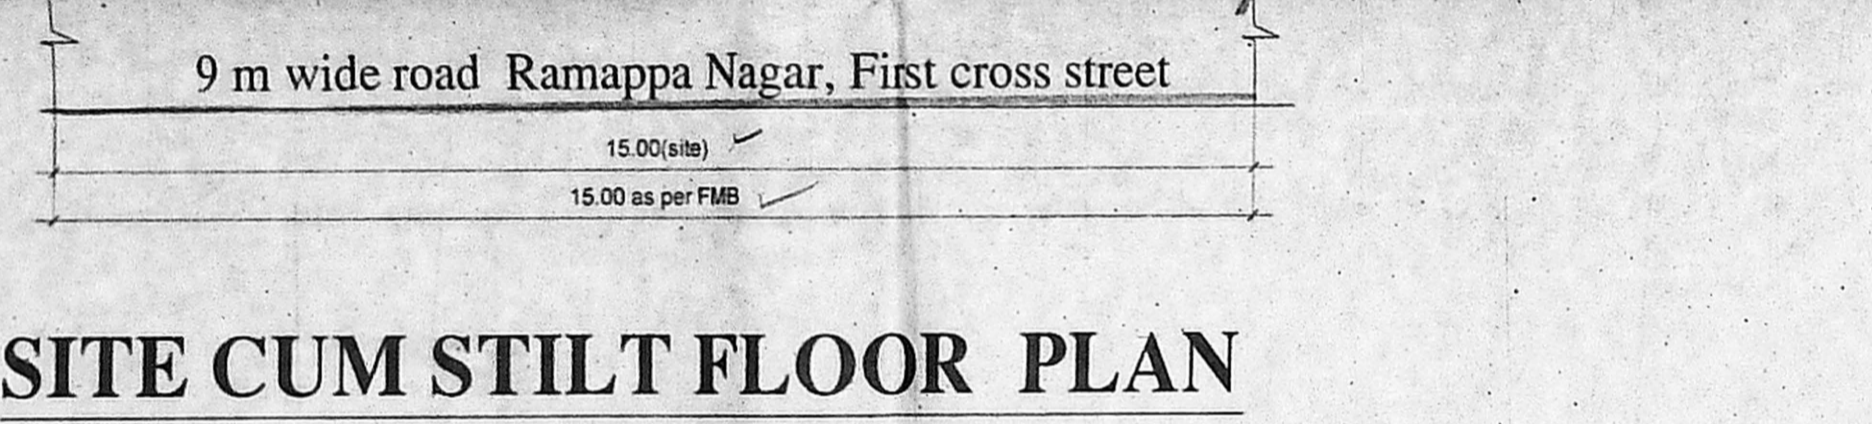 9 m wide road Ramappa Nagar, First cross street
15.00(site)
15.00 as per FMB
SITE CUM STILT FLOOR PLAN